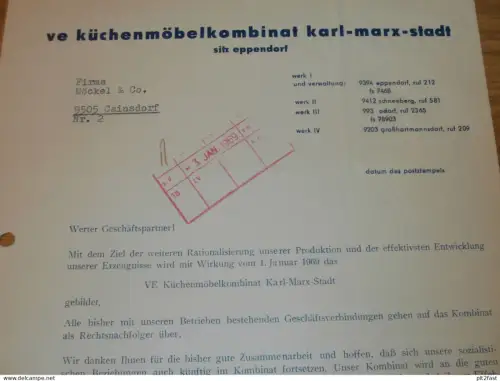 ve küchenmöbelkombinat karl-marx-stadt
sitz eppendorf
Firma
Möckel & Co.
9505 Cainsdorf
Nr. 2
werk I
und verwaltung: 9394 eppendorf, ruf 212
fs 7468
werk II 9412 schneeberg, ruf 581
werk III 992 adorf, ruf 2345
fs 78903
werk IV 9203 großhartmannsdorf, ruf 209
3. JAN. 1969
datum des poststempels
Werter Geschäftspartner!
Mit dem Ziel der weiteren Rationalisierung unserer Produktion und der effektivsten Entwicklung
unserer Erzeugnisse wird mit Wirkung vom 1. Januar 1969 das
VE Küchenmöbelkombinat Karl-Marx-Stadt
gebildet.
Alle bisher mit unseren Betrieben bestehenden Geschäftsverbindungen gehen auf das Kombinat
als Rechtsnachfolger über.
Wir danken Ihnen für die bisher gute Zusammenarbeit und hoffen, daß sich unsere sozialisti-
schen Beziehungen auch künftig im Kombinat fortsetzen. Unser Kombinat wird an die guten